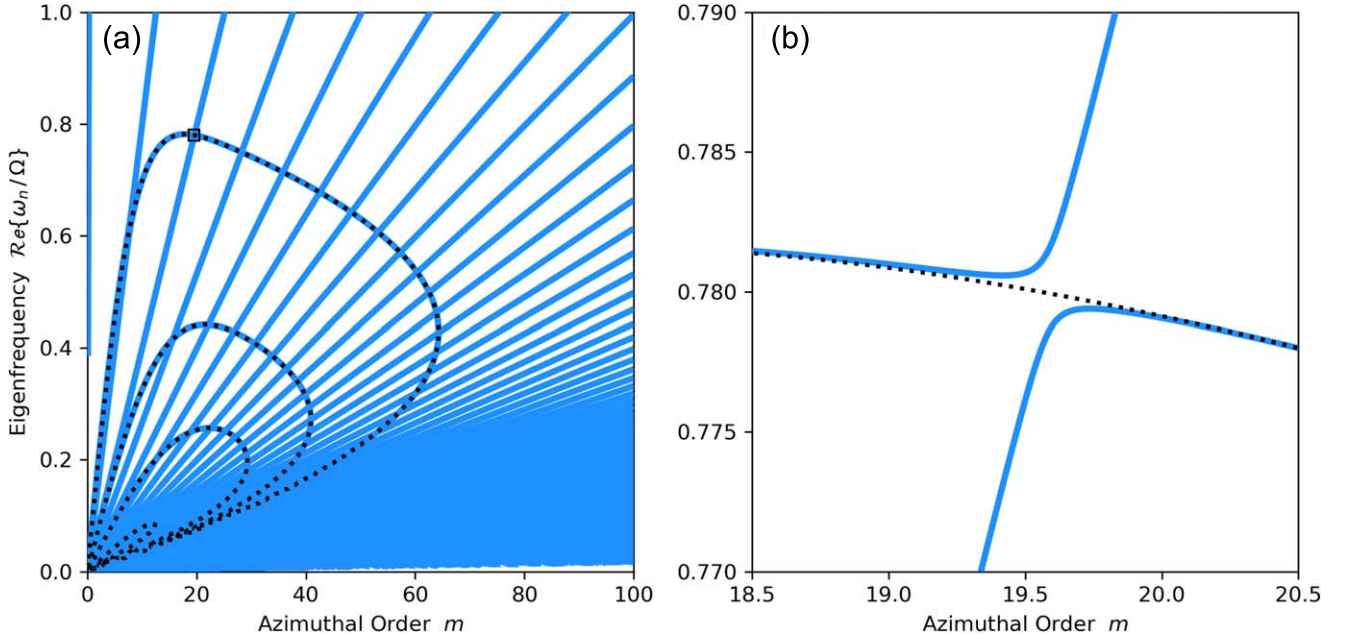 (a)
1.0
0.8
0.6
0.4
0.2
0.0
0 20 40 60 80 100
Azimuthal Order m
Eigenfrequency ℛe{ωₙ/Ω}
(b)
0.790
0.785
0.780
0.775
0.770
18.5 19.0 19.5 20.0 20.5
Azimuthal Order m